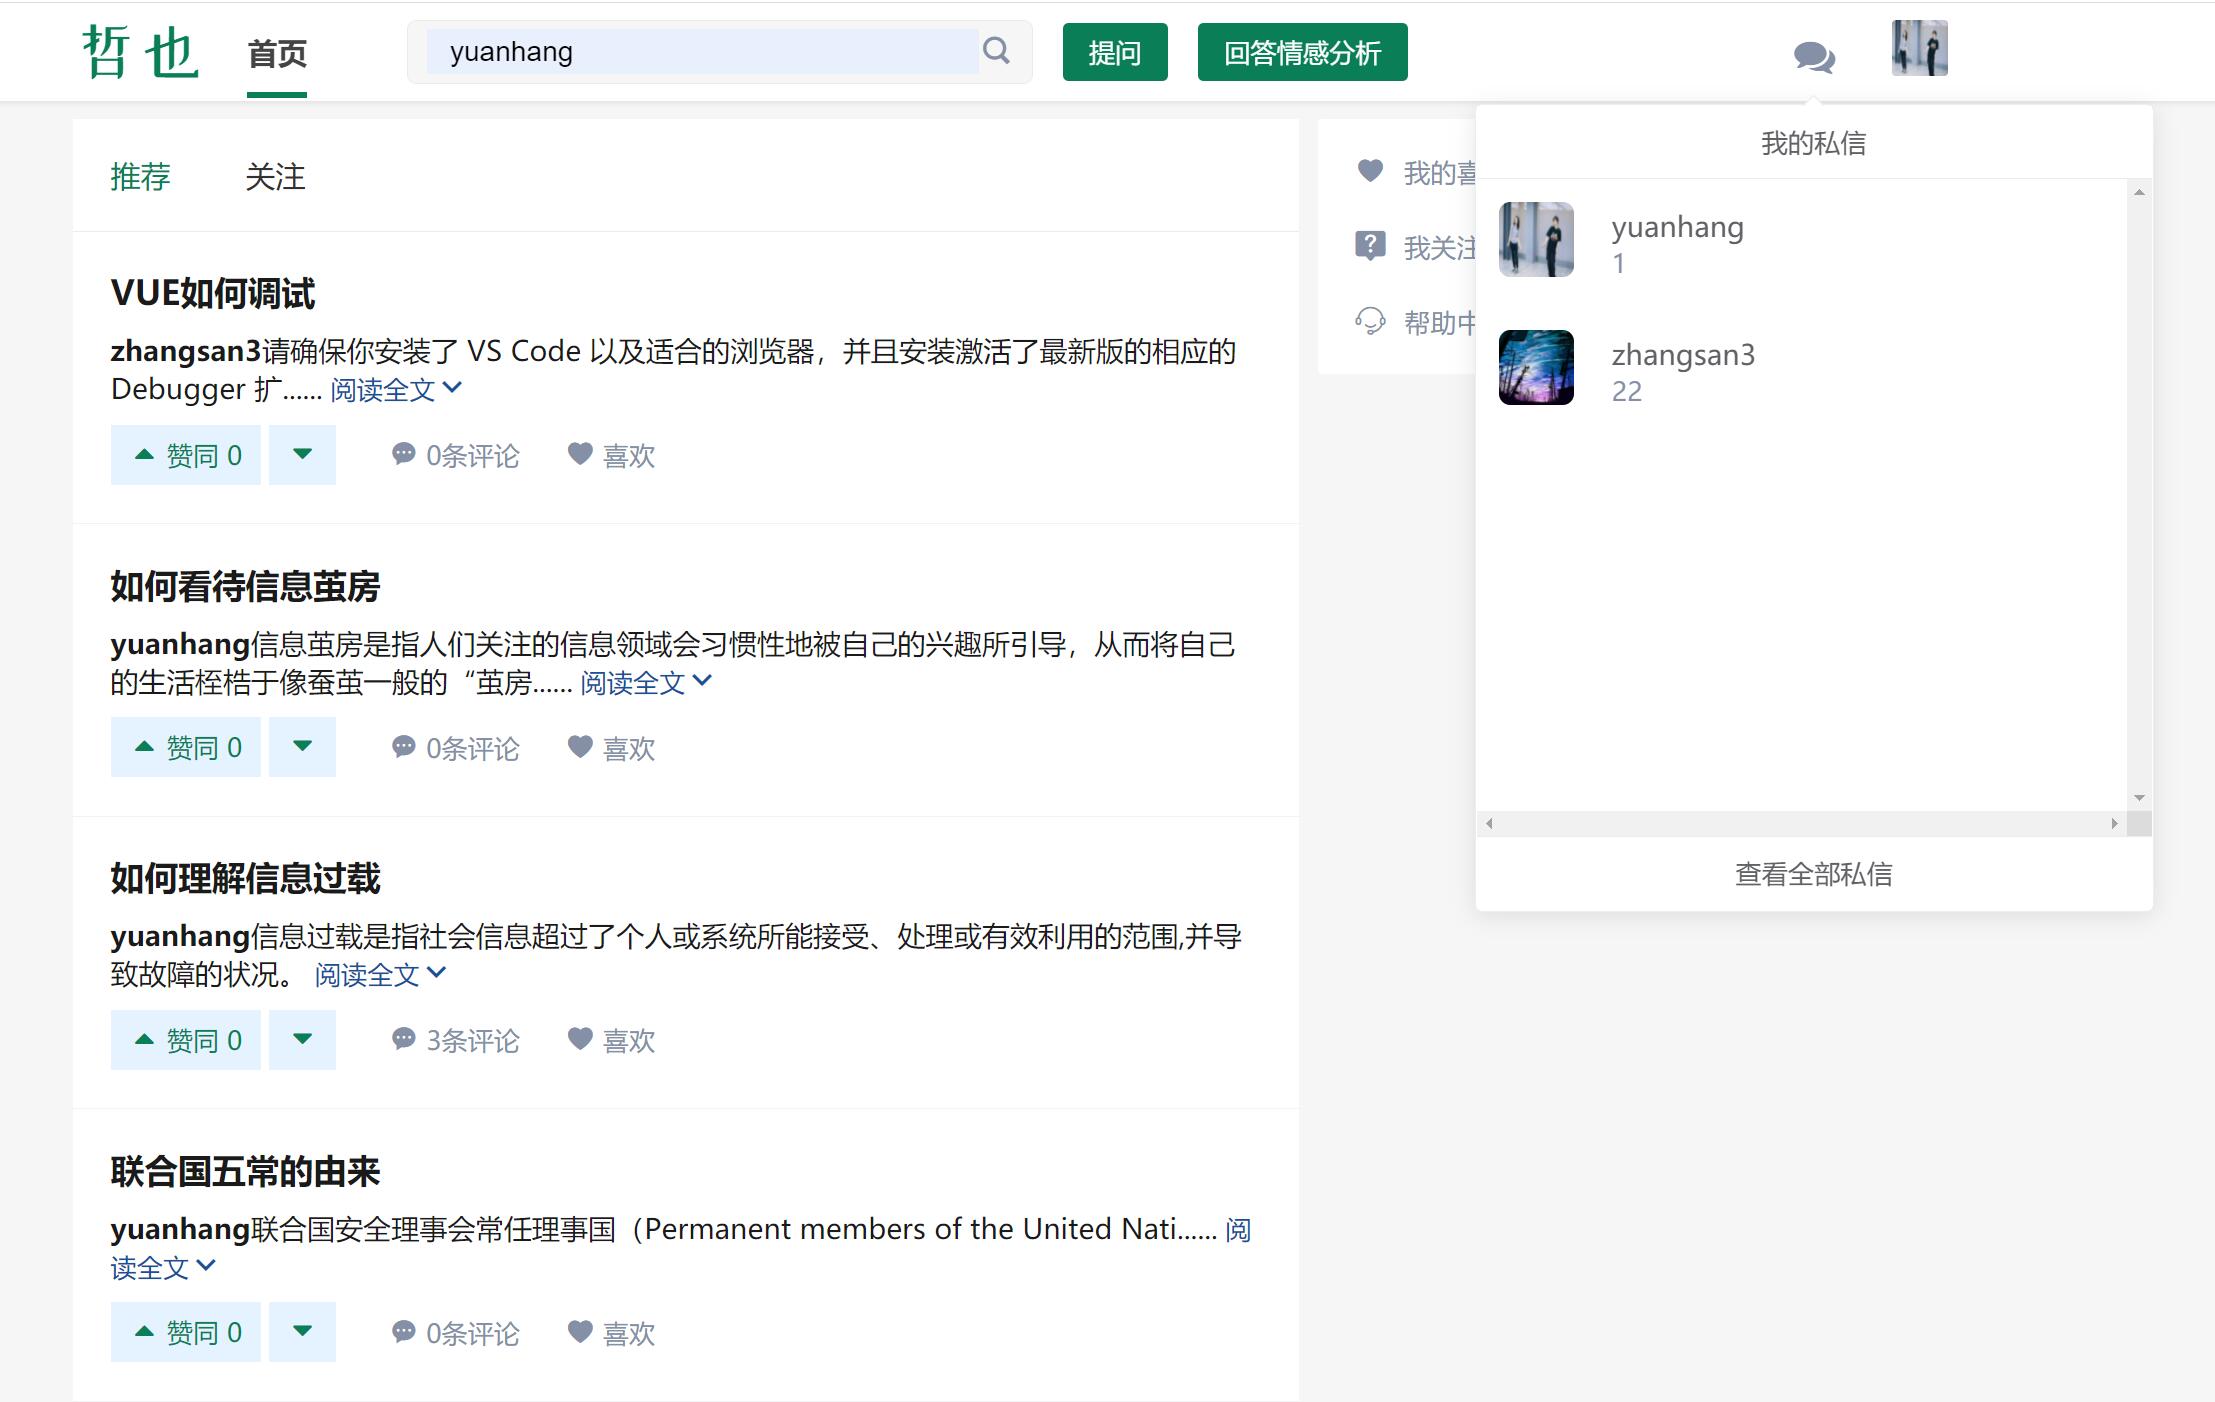 哲也 首页 yuanhang 提问 回答情感分析
推荐 关注
VUE如何调试
zhangsan3请确保你安装了 VS Code 以及适合的浏览器，并且安装激活了最新版的相应的
Debugger 扩...... 阅读全文
赞同 0 0条评论 喜欢
如何看待信息茧房
yuanhang信息茧房是指人们关注的信息领域会习惯性地被自己的兴趣所引导，从而将自己
的生活桎梏于像蚕茧一般的“茧房...... 阅读全文
赞同 0 0条评论 喜欢
如何理解信息过载
yuanhang信息过载是指社会信息超过了个人或系统所能接受、处理或有效利用的范围,并导
致故障的状况。 阅读全文
赞同 0 3条评论 喜欢
联合国五常的由来
yuanhang联合国安全理事会常任理事国（Permanent members of the United Nati...... 阅
读全文
赞同 0 0条评论 喜欢
我的喜
我关注
帮助中
我的私信
yuanhang
1
zhangsan3
22
查看全部私信